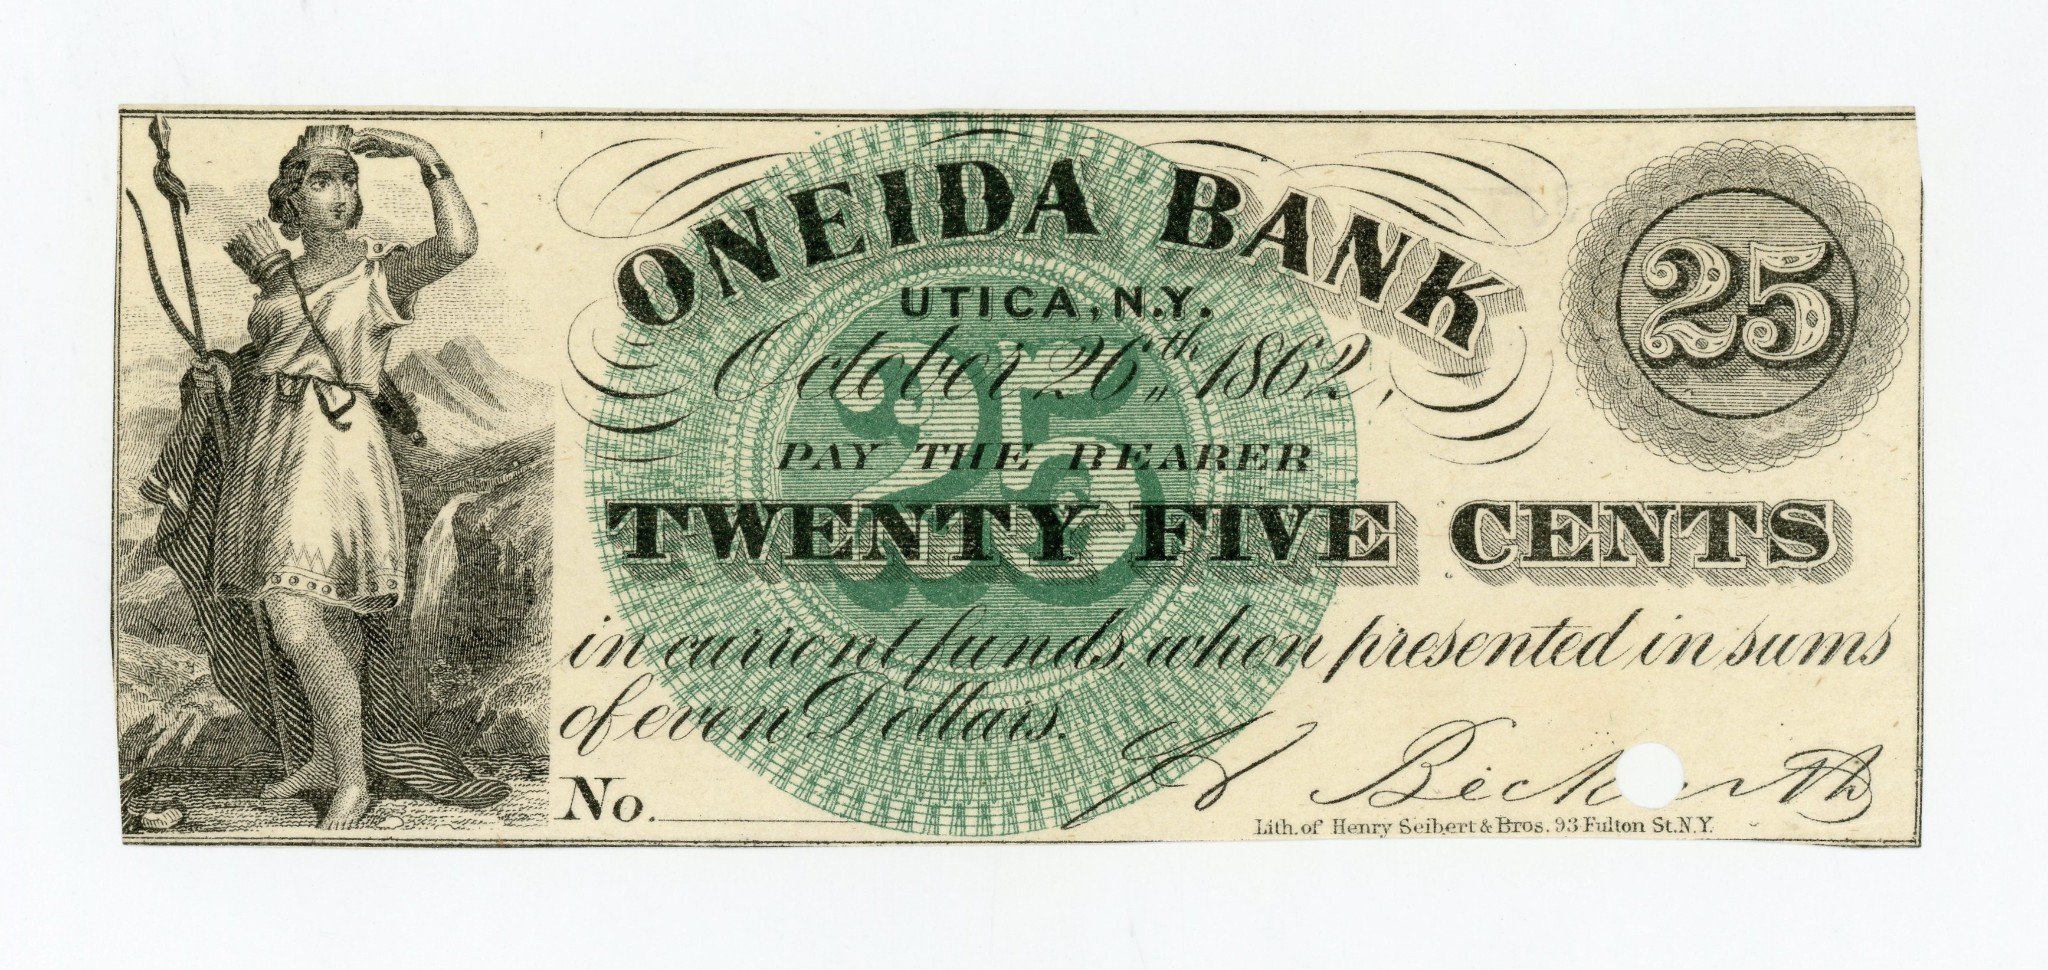 ONEIDA BANK
25
UTICA, N.Y.
October 26th 1862,
25
PAY THE BEARER
TWENTY FIVE CENTS
in current funds, when presented in sums
of even Dollars.
No.
Lith. of Henry Seibert & Bros. 93 Fulton St. N.Y.